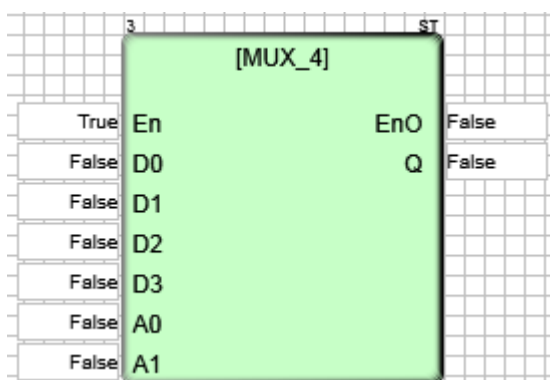 3 ST
[MUX_4]
True En EnO False
False D0 Q False
False D1
False D2
False D3
False A0
False A1